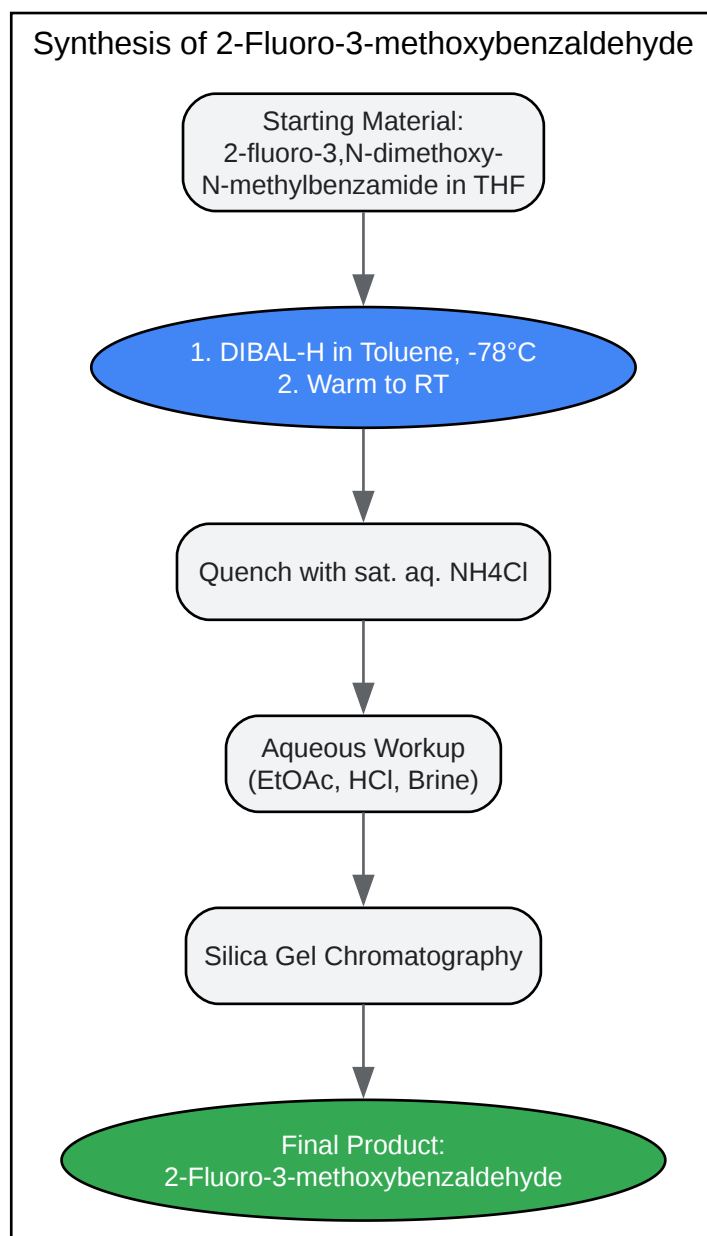 Synthesis of 2-Fluoro-3-methoxybenzaldehyde
Starting Material:
2-fluoro-3,N-dimethoxy-
N-methylbenzamide in THF
1. DIBAL-H in Toluene, -78°C
2. Warm to RT
Quench with sat. aq. NH4Cl
Aqueous Workup
(EtOAc, HCl, Brine)
Silica Gel Chromatography
Final Product:
2-Fluoro-3-methoxybenzaldehyde